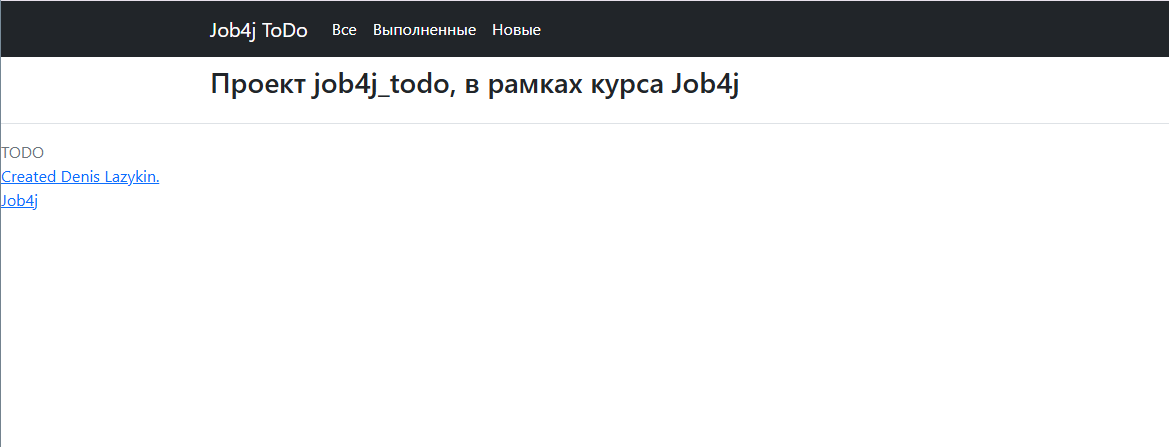 Job4j ToDo Все Выполненные Новые
Проект job4j_todo, в рамках курса Job4j
TODO
Created Denis Lazykin.
Job4j